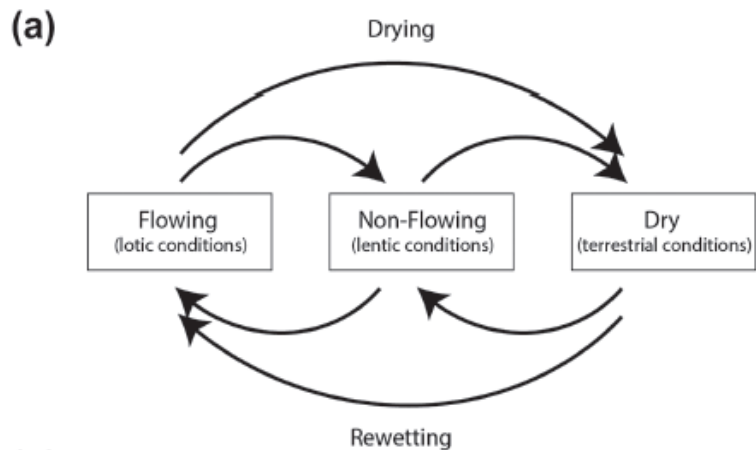 (a)
Drying
Flowing
(lotic conditions)
Non-Flowing
(lentic conditions)
Dry
(terrestrial conditions)
Rewetting